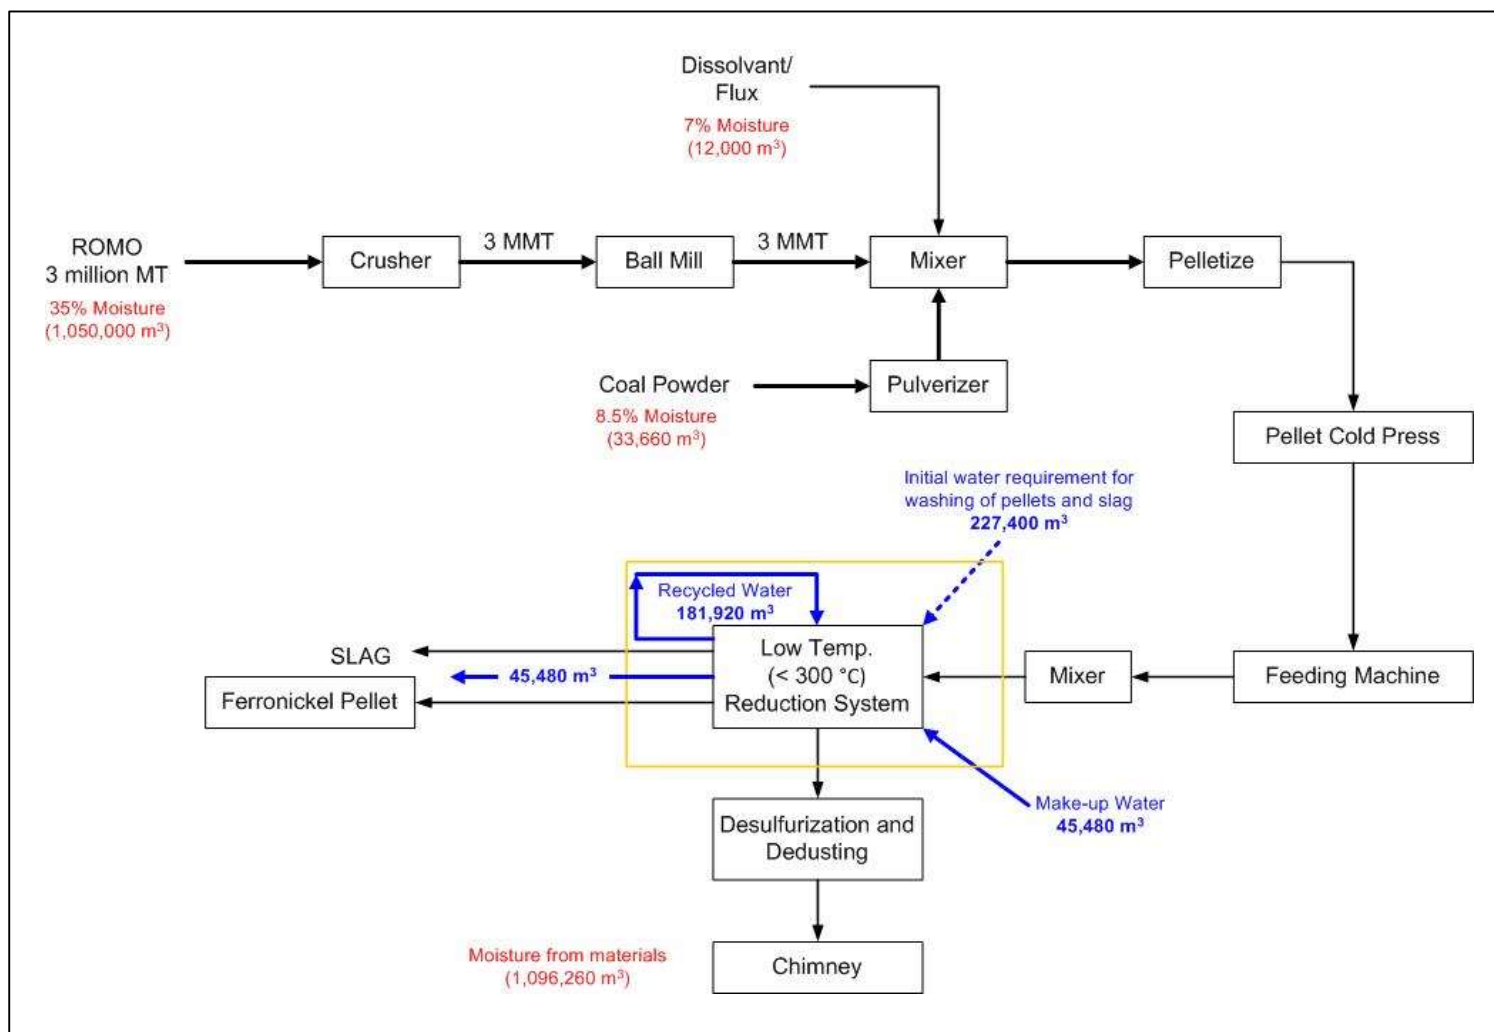 Dissolvant/
Flux
7% Moisture
(12,000 m³)
ROMO
3 million MT
35% Moisture
(1,050,000 m³)
Crusher
3 MMT
Ball Mill
3 MMT
Mixer
Pelletize
Coal Powder
8.5% Moisture
(33,660 m³)
Pulverizer
Pellet Cold Press
Initial water requirement for
washing of pellets and slag
227,400 m³
Recycled Water
181,920 m³
SLAG
45,480 m³
Ferronickel Pellet
Low Temp.
(< 300 °C)
Reduction System
Mixer
Feeding Machine
Make-up Water
45,480 m³
Desulfurization and
Dedusting
Moisture from materials
(1,096,260 m³)
Chimney